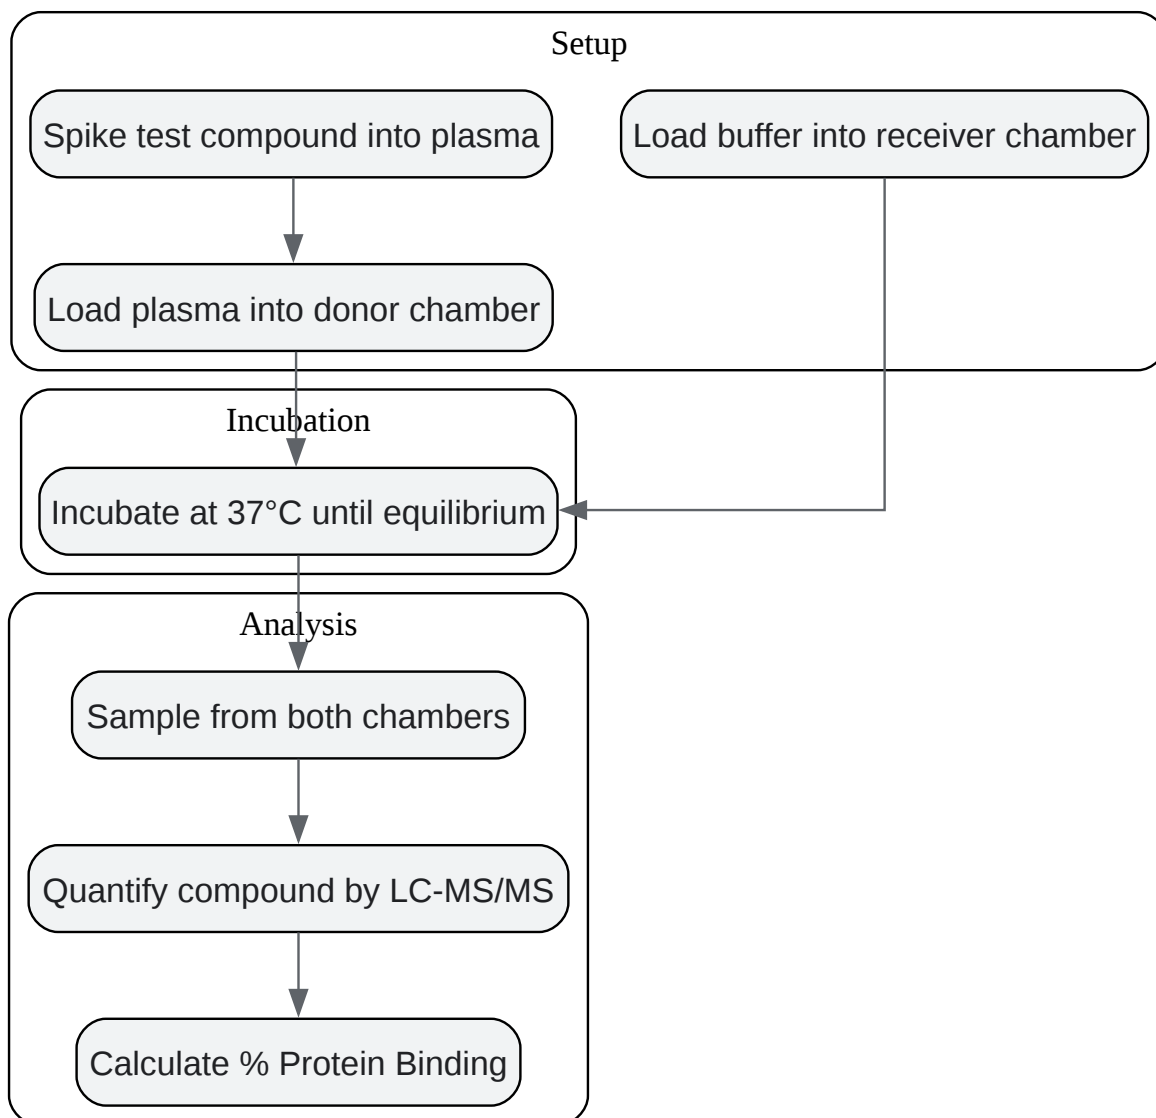 Setup
Spike test compound into plasma
Load buffer into receiver chamber
Load plasma into donor chamber
Incubation
Incubate at 37°C until equilibrium
Analysis
Sample from both chambers
Quantify compound by LC-MS/MS
Calculate % Protein Binding